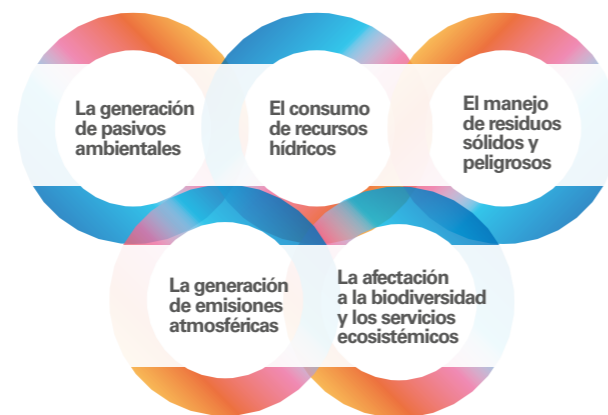 La generación
de pasivos
ambientales
El consumo
de recursos
hídricos
El manejo
de residuos
sólidos y
peligrosos
La generación
de emisiones
atmosféricas
La afectación
a la biodiversidad
y los servicios
ecosistémicos